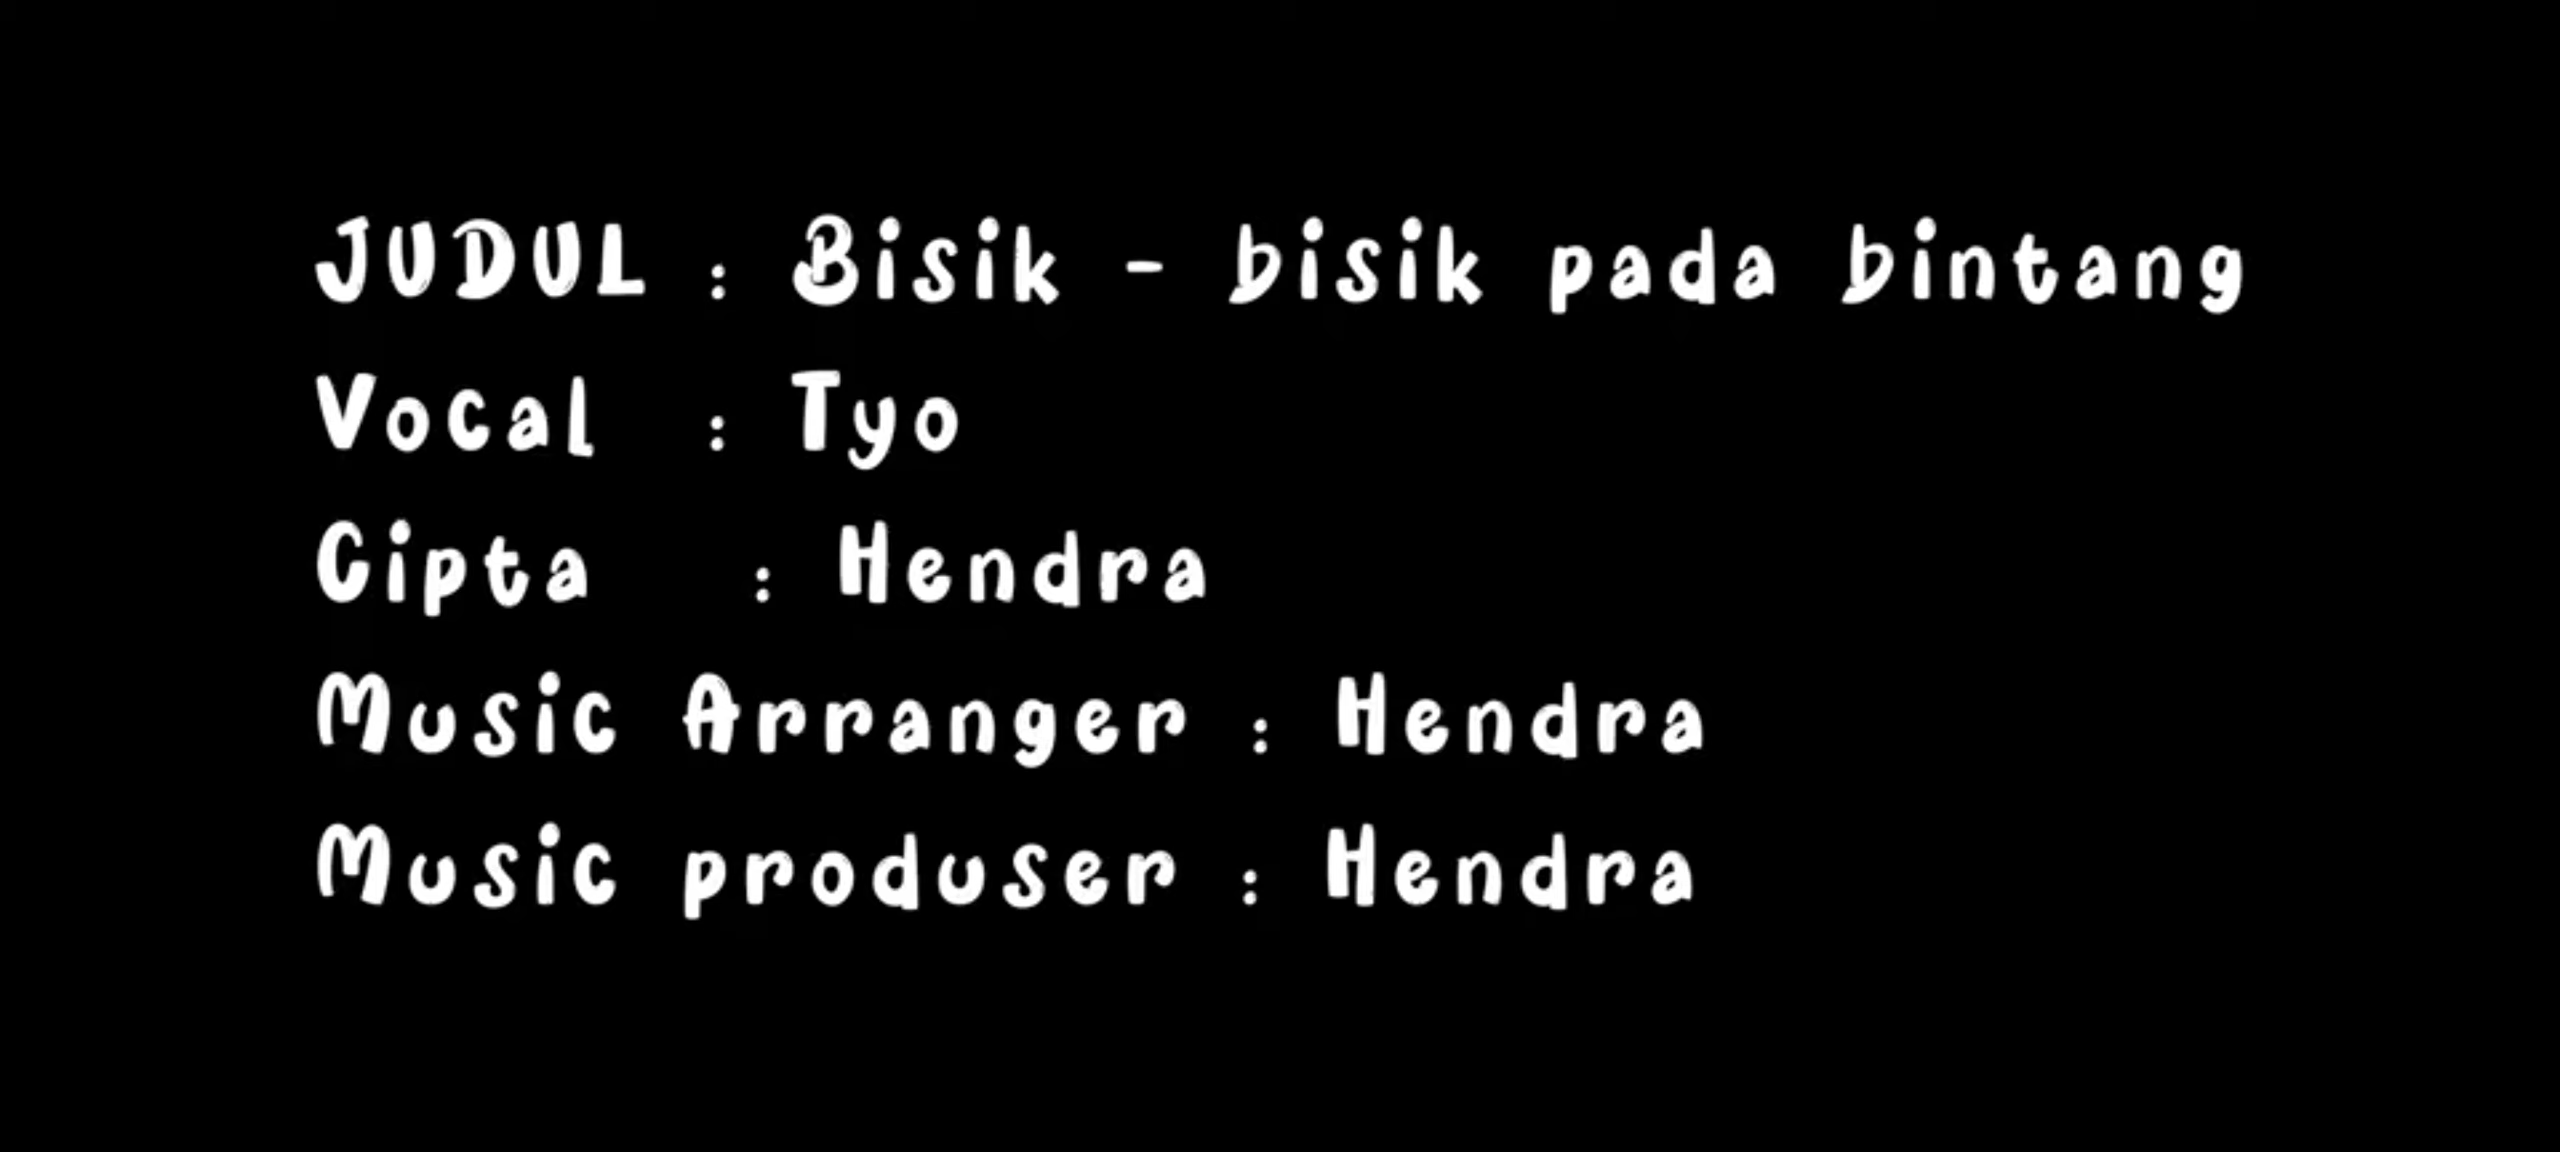 JUDUL : Bisik - bisik pada bintang
Vocal : Tyo
Cipta : Hendra
Music Arranger : Hendra
Music produser : Hendra